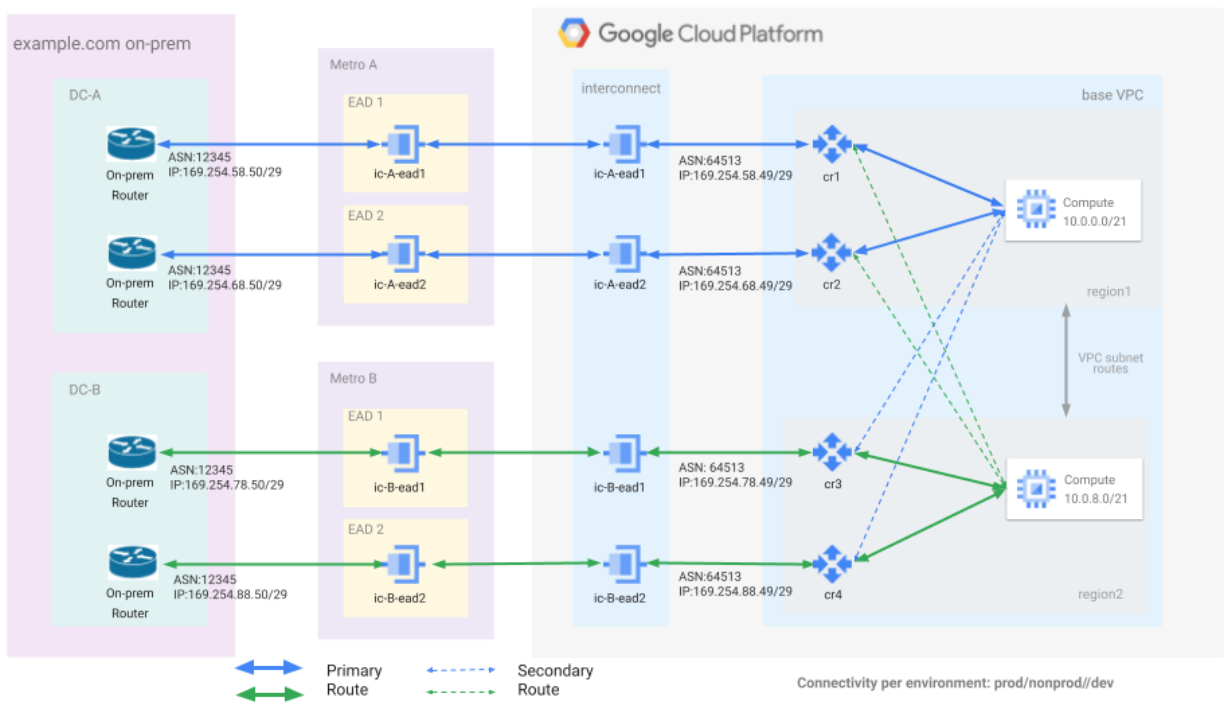 example.com on-prem
Google Cloud Platform
DC-A
Metro A
EAD 1
interconnect
base VPC
On-prem
Router
ASN:12345
IP:169.254.58.50/29
ic-A-ead1
ic-A-ead1
ASN:64513
IP:169.254.58.49/29
cr1
Compute
10.0.0.0/21
EAD 2
On-prem
Router
ASN:12345
IP:169.254.68.50/29
ic-A-ead2
ic-A-ead2
ASN:64513
IP:169.254.68.49/29
cr2
region1
VPC subnet
routes
DC-B
Metro B
EAD 1
On-prem
Router
ASN:12345
IP:169.254.78.50/29
ic-B-ead1
ic-B-ead1
ASN: 64513
IP:169.254.78.49/29
cr3
Compute
10.0.8.0/21
EAD 2
On-prem
Router
ASN:12345
IP:169.254.88.50/29
ic-B-ead2
ic-B-ead2
ASN:64513
IP:169.254.88.49/29
cr4
region2
Primary
Route
Secondary
Route
Connectivity per environment: prod/nonprod//dev